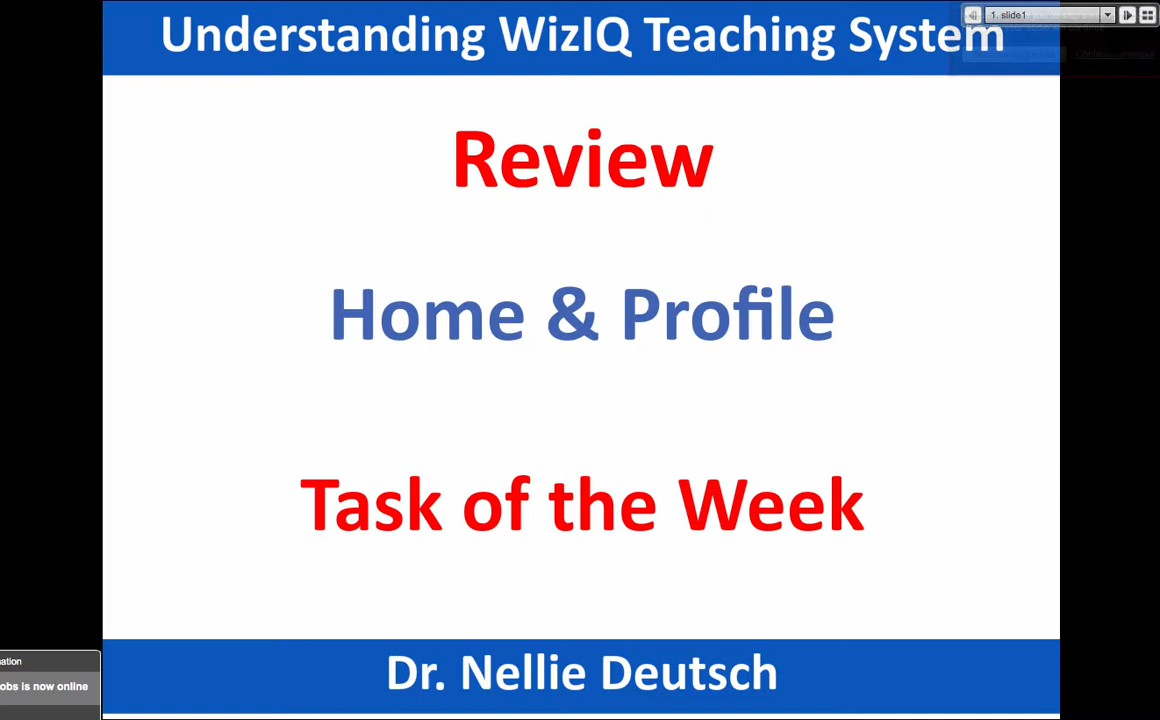 Understanding WizIQ Teaching System
1. slide1
Review
Home & Profile
Task of the Week
ation
obs is now online
Dr. Nellie Deutsch